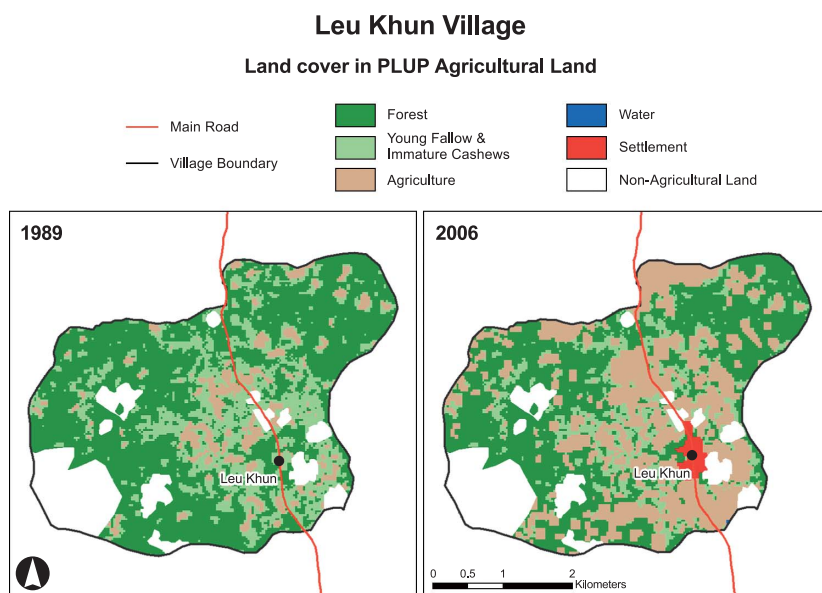 Leu Khun Village
Land cover in PLUP Agricultural Land
Main Road
Village Boundary
Forest
Young Fallow &
Immature Cashews
Agriculture
Water
Settlement
Non-Agricultural Land
1989
Leu Khun
2006
Leu Khun
0 0.5 1 2
Kilometers